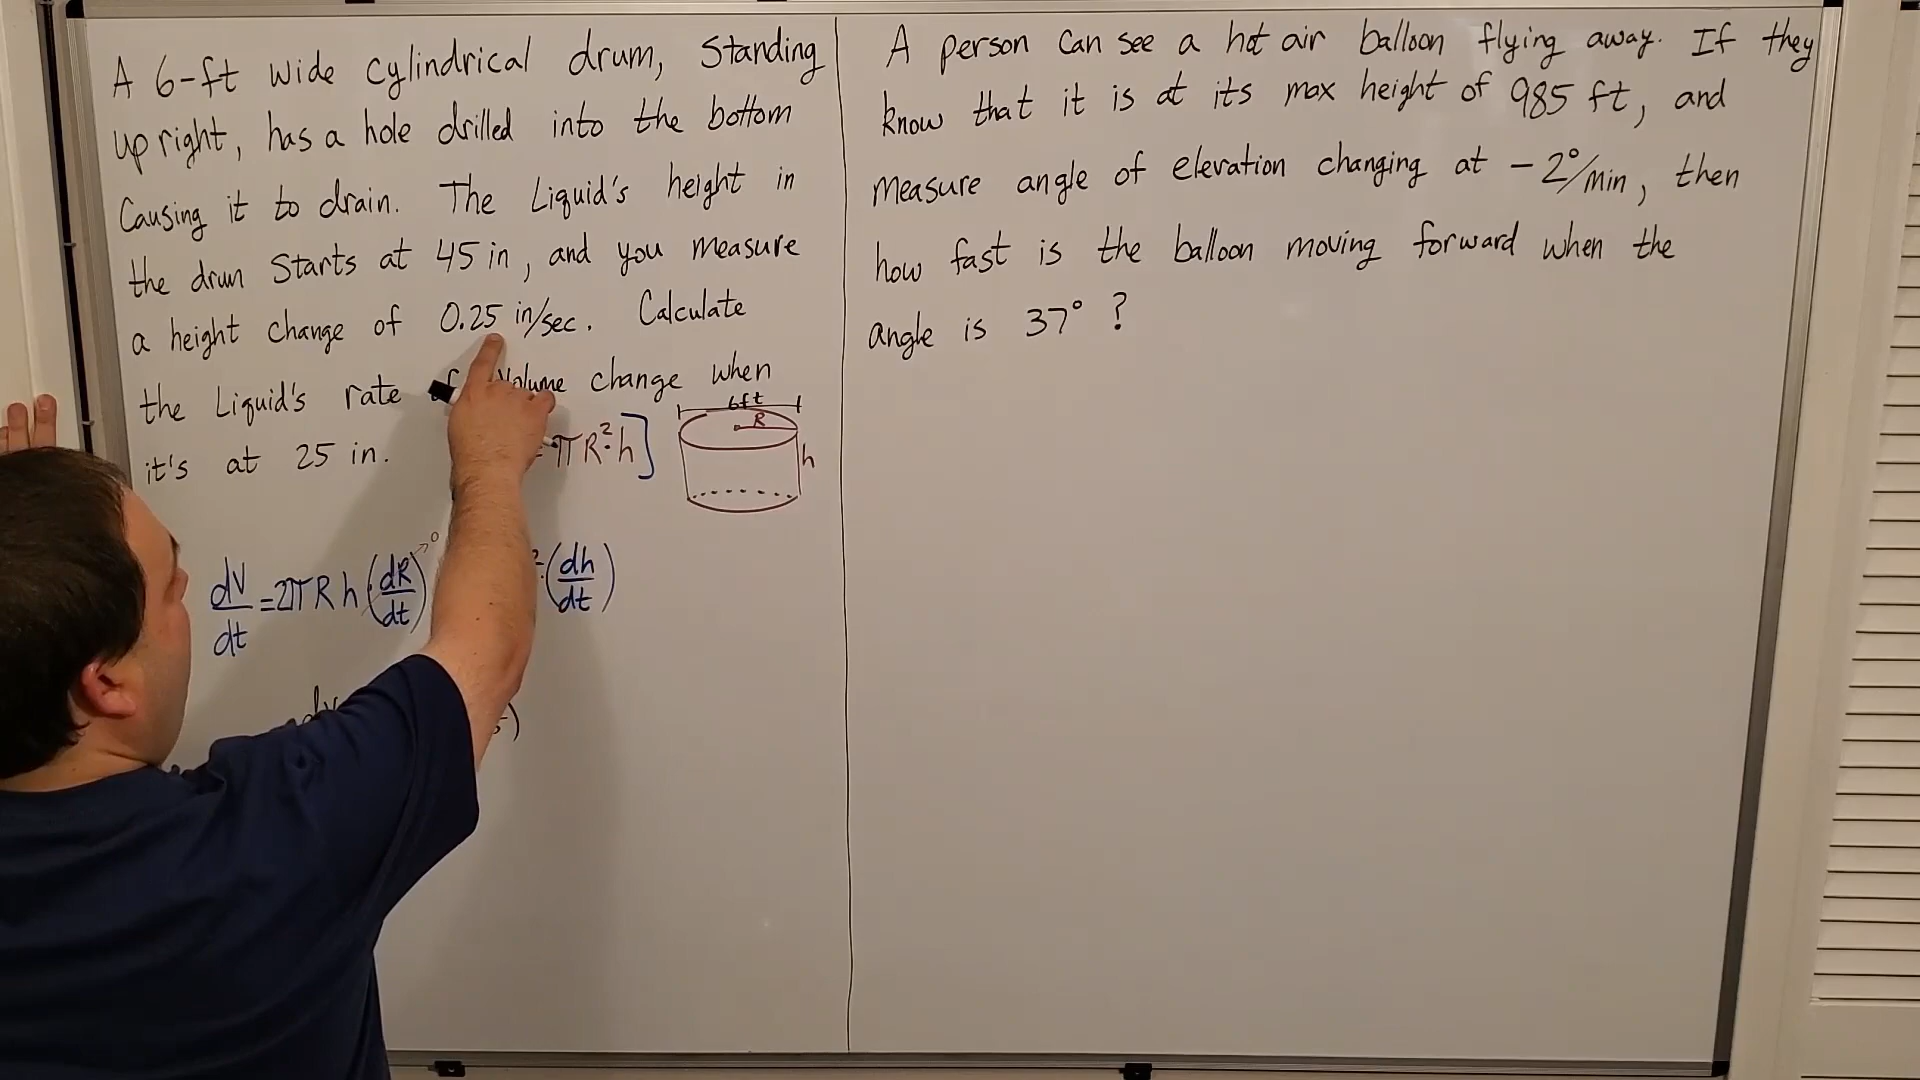 A 6-ft wide cylindrical drum, standing
upright, has a hole drilled into the bottom
Causing it to drain. The Liquid's height in
the drum starts at 45 in, and you measure
a height change of 0.25 in/sec. Calculate
the Liquid's rate volume change when
it's at 25 in.
πR²·h]
6ft
R
h
dV/dt = 2πRh(dR/dt)→0
(dh/dt)
A person can see a hot air balloon flying away. If they
know that it is at its max height of 985 ft, and
measure angle of elevation changing at -2°/min, then
how fast is the balloon moving forward when the
angle is 37° ?